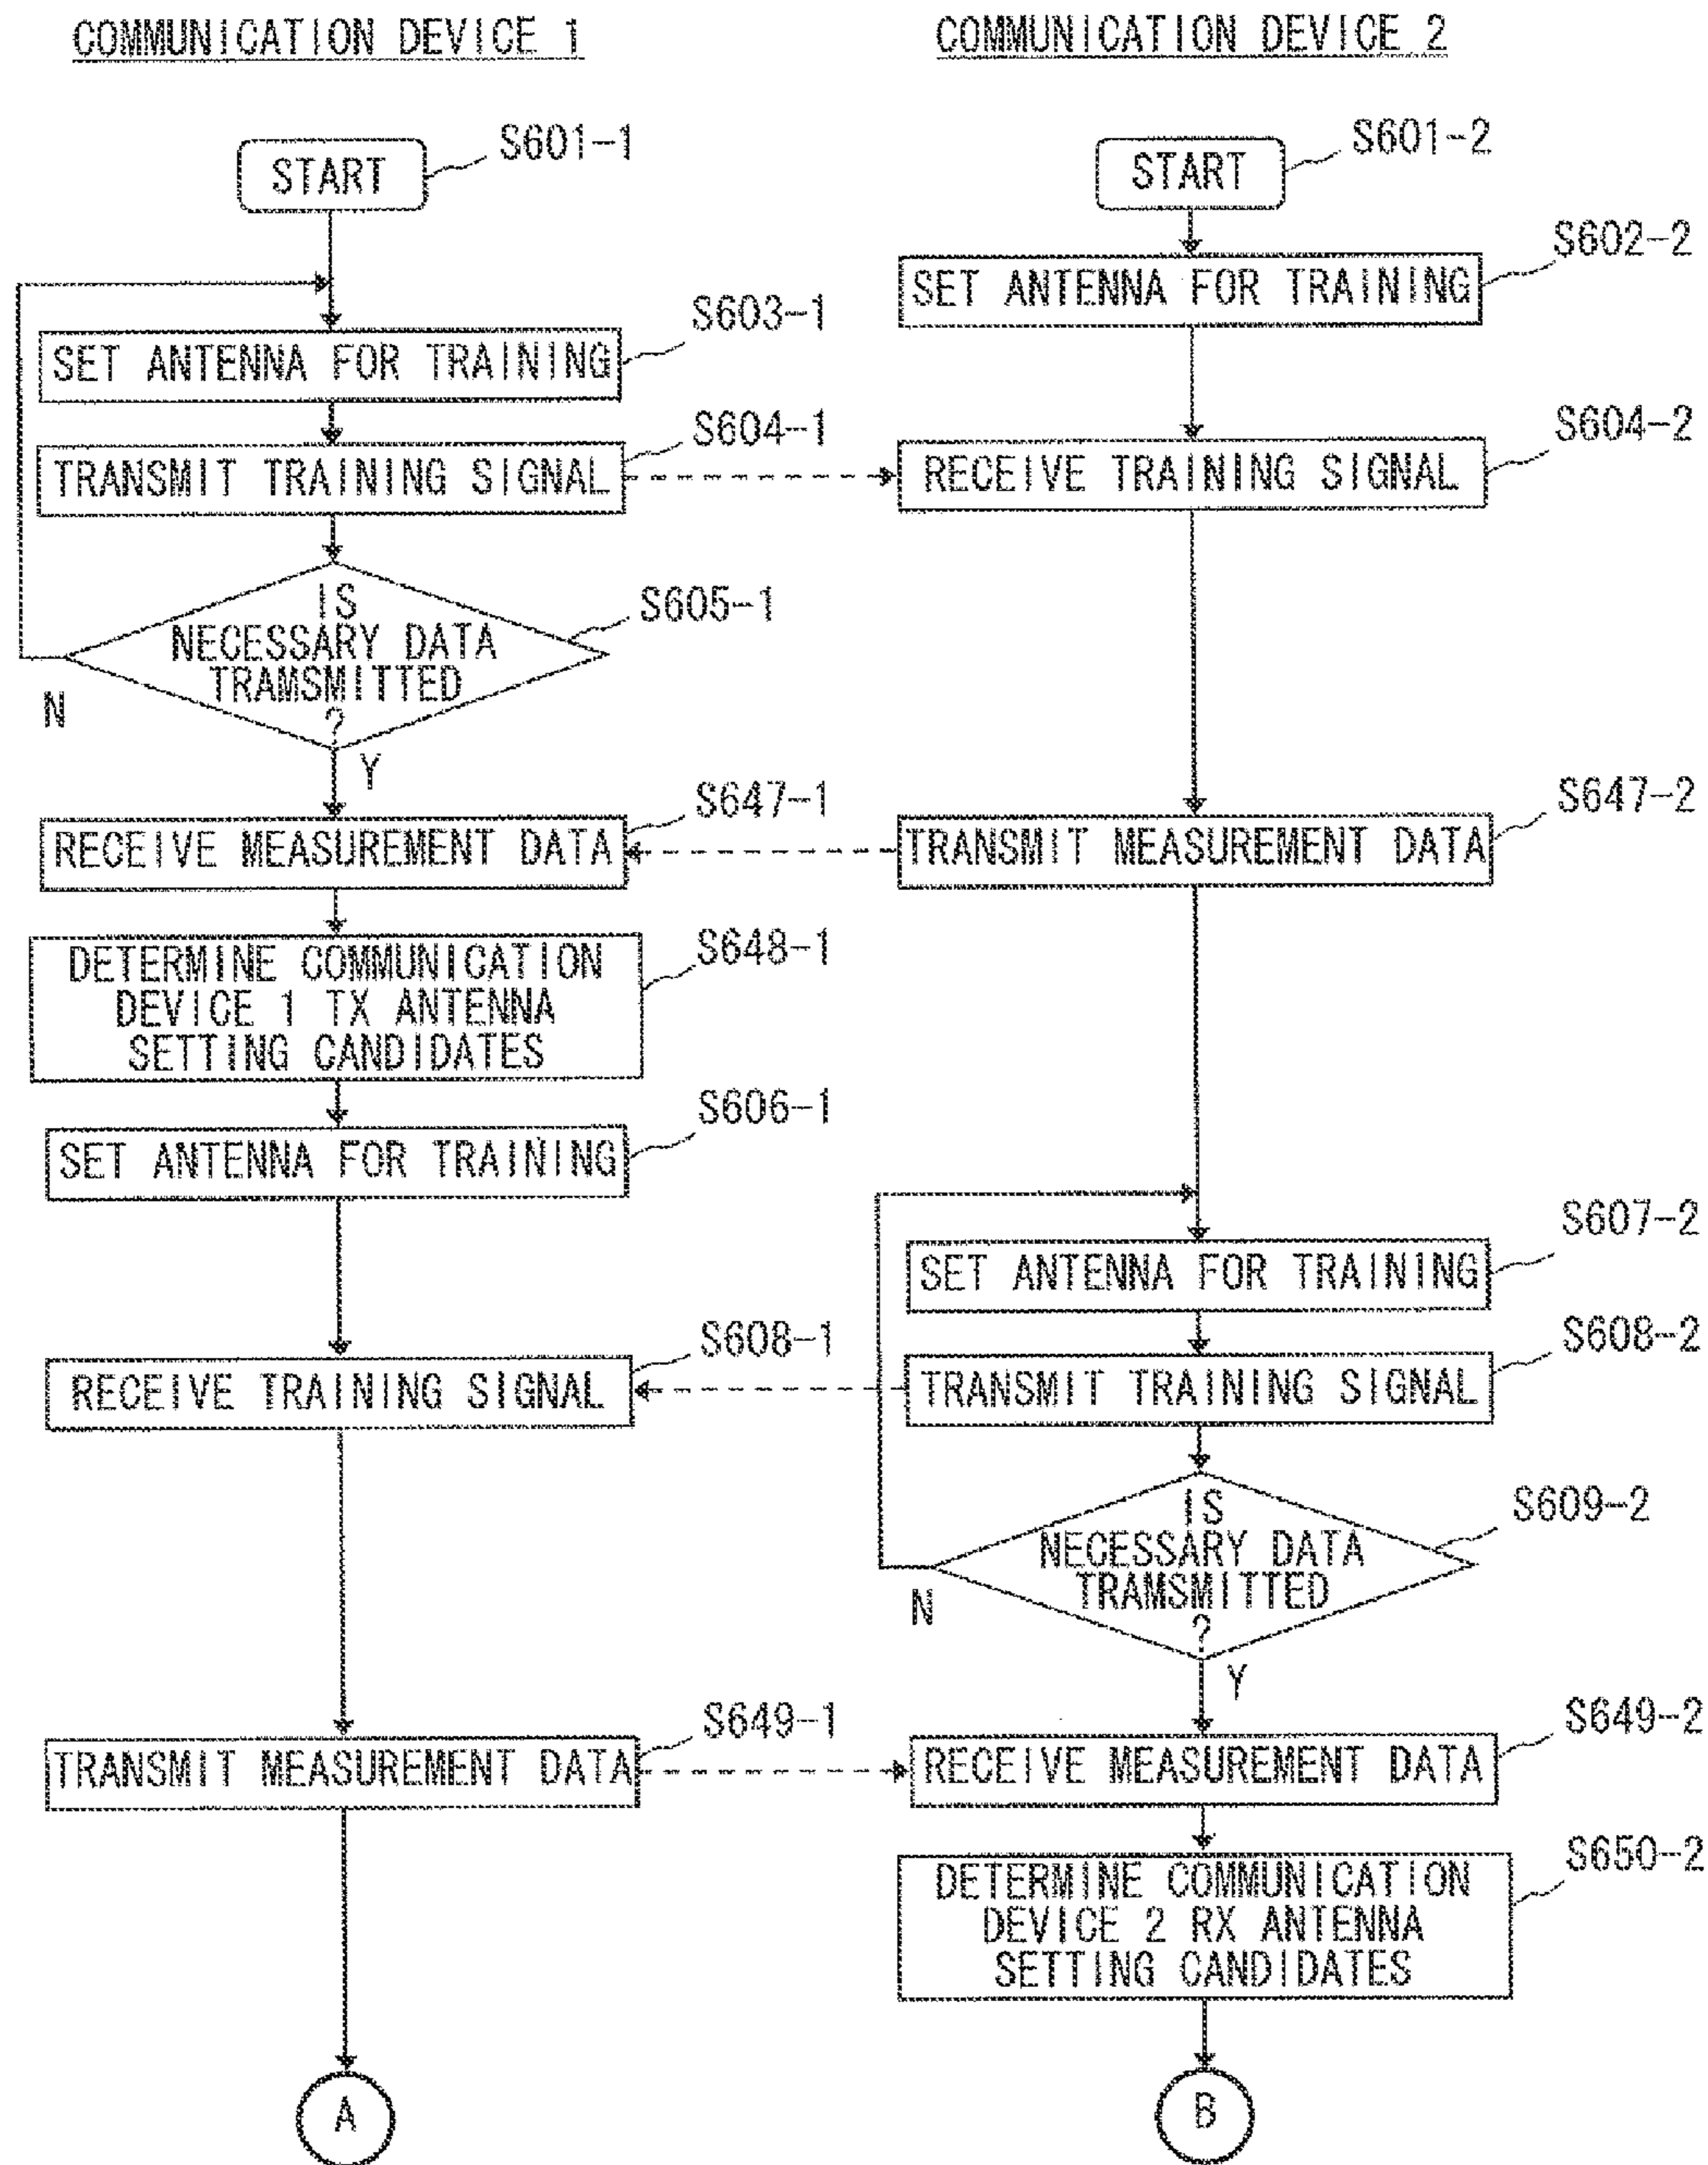 COMMUNICATION DEVICE 1
COMMUNICATION DEVICE 2
START
S601-1
START
S601-2
S602-2
SET ANTENNA FOR TRAINING
S603-1
SET ANTENNA FOR TRAINING
S604-1
TRANSMIT TRAINING SIGNAL
S604-2
RECEIVE TRAINING SIGNAL
S605-1
IS
NECESSARY DATA
TRAMSMITTED
?
N
Y
S647-1
RECEIVE MEASUREMENT DATA
S647-2
TRANSMIT MEASUREMENT DATA
S648-1
DETERMINE COMMUNICATION
DEVICE 1 TX ANTENNA
SETTING CANDIDATES
S606-1
SET ANTENNA FOR TRAINING
S607-2
SET ANTENNA FOR TRAINING
S608-1
RECEIVE TRAINING SIGNAL
S608-2
TRANSMIT TRAINING SIGNAL
S609-2
IS
NECESSARY DATA
TRAMSMITTED
?
N
Y
S649-1
TRANSMIT MEASUREMENT DATA
S649-2
RECEIVE MEASUREMENT DATA
S650-2
DETERMINE COMMUNICATION
DEVICE 2 RX ANTENNA
SETTING CANDIDATES
A
B